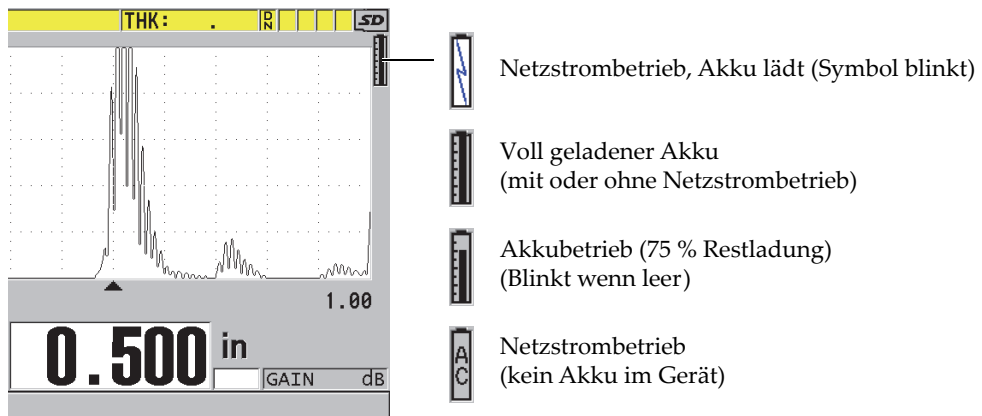 THK: . D N SD
Netzstrombetrieb, Akku lädt (Symbol blinkt)
Voll geladener Akku
(mit oder ohne Netzstrombetrieb)
Akkubetrieb (75 % Restladung)
(Blinkt wenn leer)
1.00
0.500 in
GAIN dB
A C
Netzstrombetrieb
(kein Akku im Gerät)